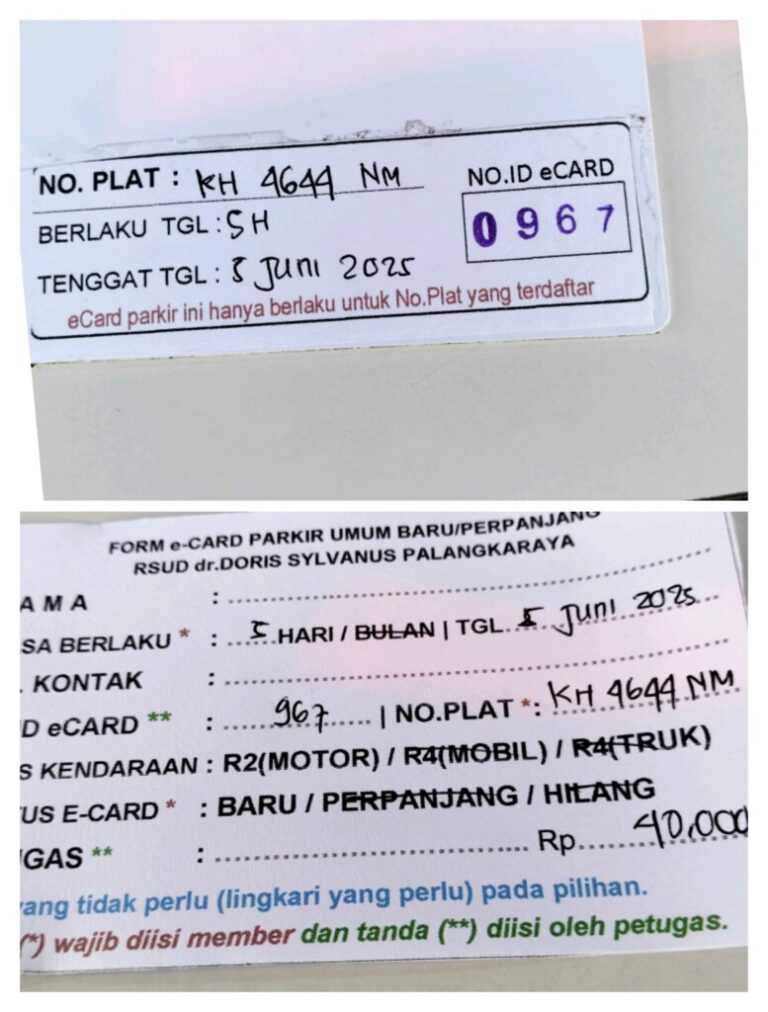 NO. PLAT : KH 4644 NM
NO.ID eCARD
0967
BERLAKU TGL : 5H
TENGGAT TGL : 5 JUNI 2025
eCard parkir ini hanya berlaku untuk No.Plat yang terdaftar
FORM e-CARD PARKIR UMUM BARU/PERPANJANG
RSUD dr.DORIS SYLVANUS PALANGKARAYA
AMA :
SA BERLAKU * : 5 HARI / BULAN | TGL 5 Juni 2025
. KONTAK :
D eCARD ** : 967 | NO.PLAT *: KH 4644 NM
S KENDARAAN : R2(MOTOR) / R4(MOBIL) / R4(TRUK)
US E-CARD * : BARU / PERPANJANG / HILANG
GAS ** : Rp. 40.000
ang tidak perlu (lingkari yang perlu) pada pilihan.
(*) wajib diisi member dan tanda (**) diisi oleh petugas.